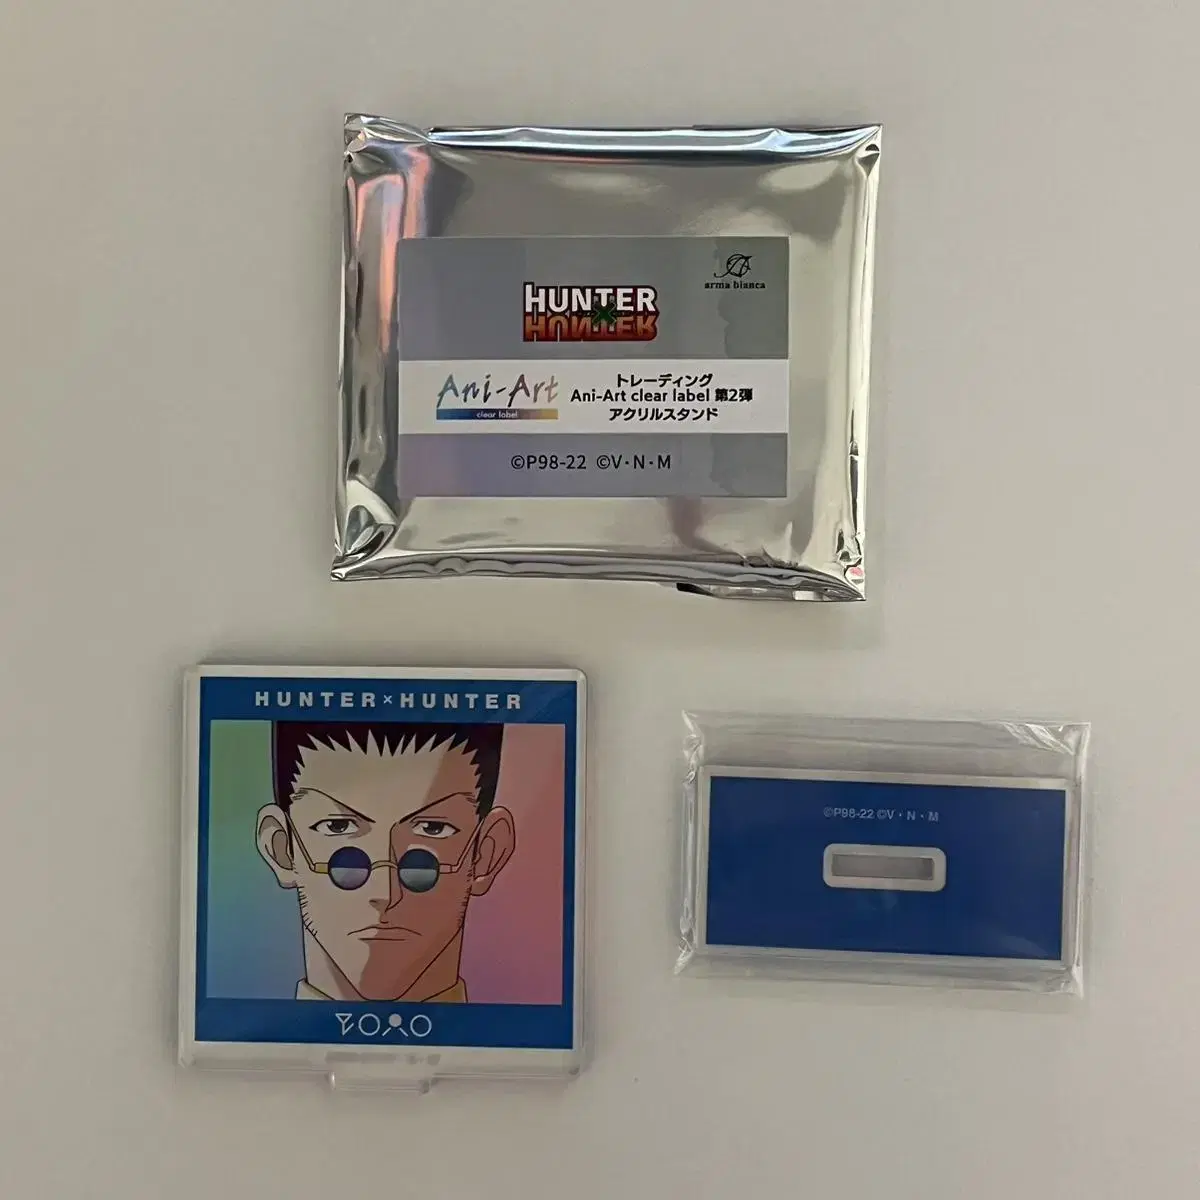 HUNTER
×
HUNTER
arma bianca
Ani-Art
clear label
トレーディング
Ani-Art clear label 第2弾
アクリルスタンド
©P98-22 ©V・N・M
HUNTER×HUNTER
©P98-22 ©V・N・M